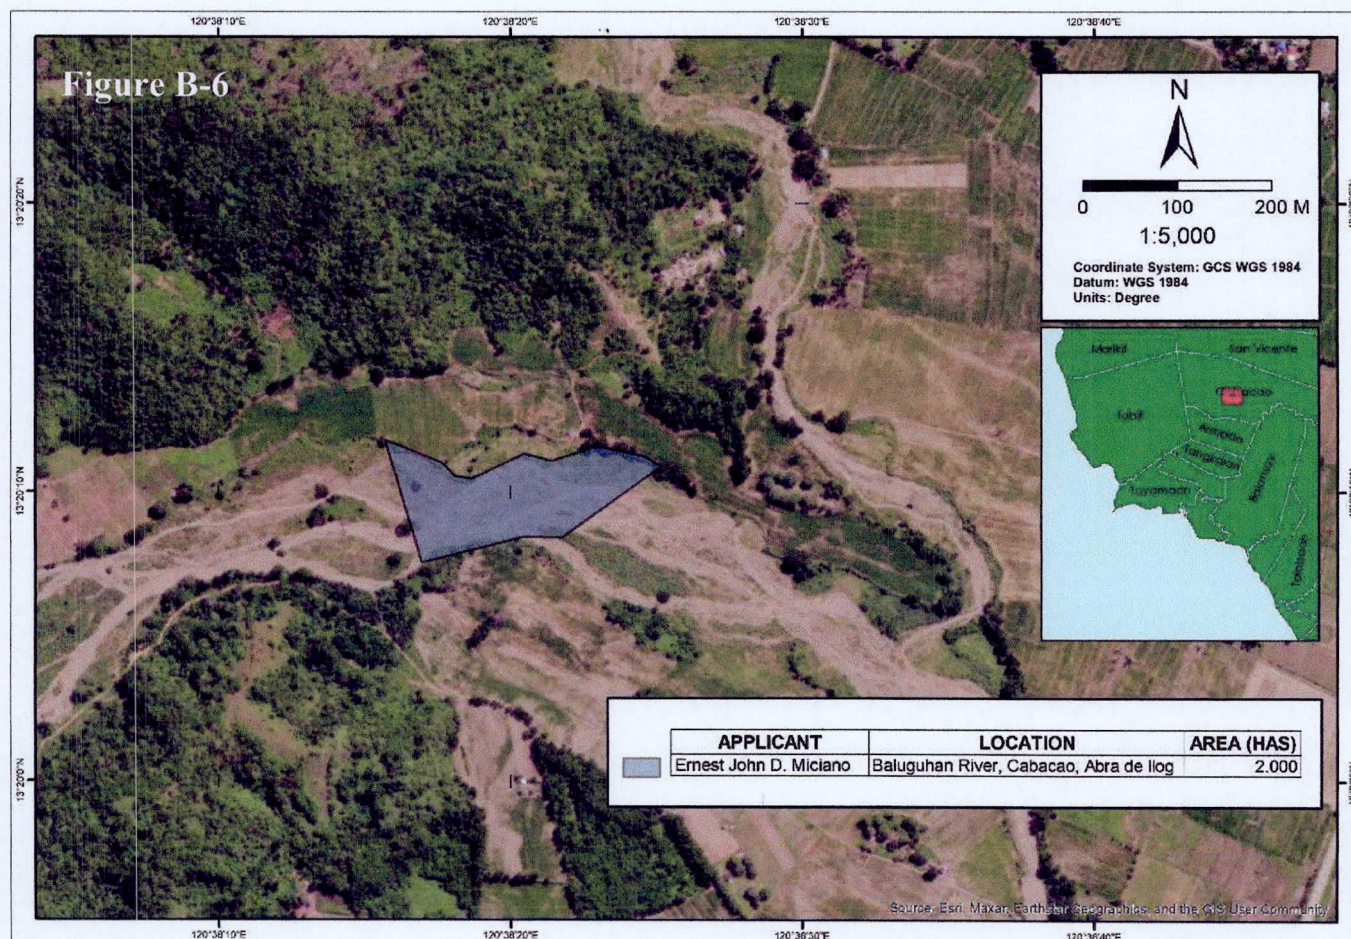 120°38'10"E
120°38'20"E
120°38'30"E
120°38'40"E
Figure B-6
N
0 100 200 M
1:5,000
Coordinate System: GCS WGS 1984
Datum: WGS 1984
Units: Degree
13°20'20"N
San Vicente
Tubili
Armado
Tangkalan
Tayamaan
Balansay
13°20'10"N
13°20'0"N
APPLICANT LOCATION AREA (HAS)
Ernest John D. Miciano Baluguhan River, Cabacao, Abra de Ilog 2.000
Source: Esri, Maxar, Earthstar Geographics, and the GIS User Community
120°38'10"E
120°38'20"E
120°38'30"E
120°38'40"E